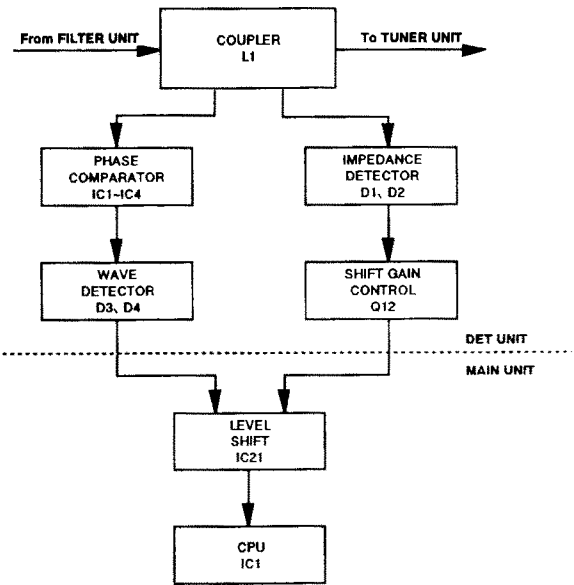 From FILTER UNIT
COUPLER
L1
To TUNER UNIT
PHASE
COMPARATOR
IC1~IC4
IMPEDANCE
DETECTOR
D1、D2
WAVE
DETECTOR
D3、D4
SHIFT GAIN
CONTROL
Q12
DET UNIT
MAIN UNIT
LEVEL
SHIFT
IC21
CPU
IC1